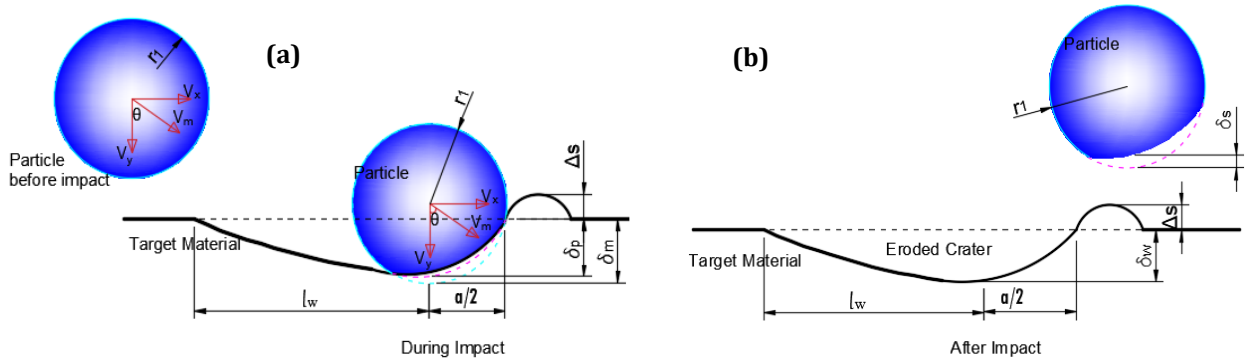 (a)
r1
Vx
θ
Vm
Vy
Particle
before impact
r1
Particle
Δs
Vx
θ
Vm
Vy
Target Material
δp
δm
lw
a/2
During Impact
(b)
Particle
r1
δs
Δs
Target Material
Eroded Crater
δw
lw
a/2
After Impact